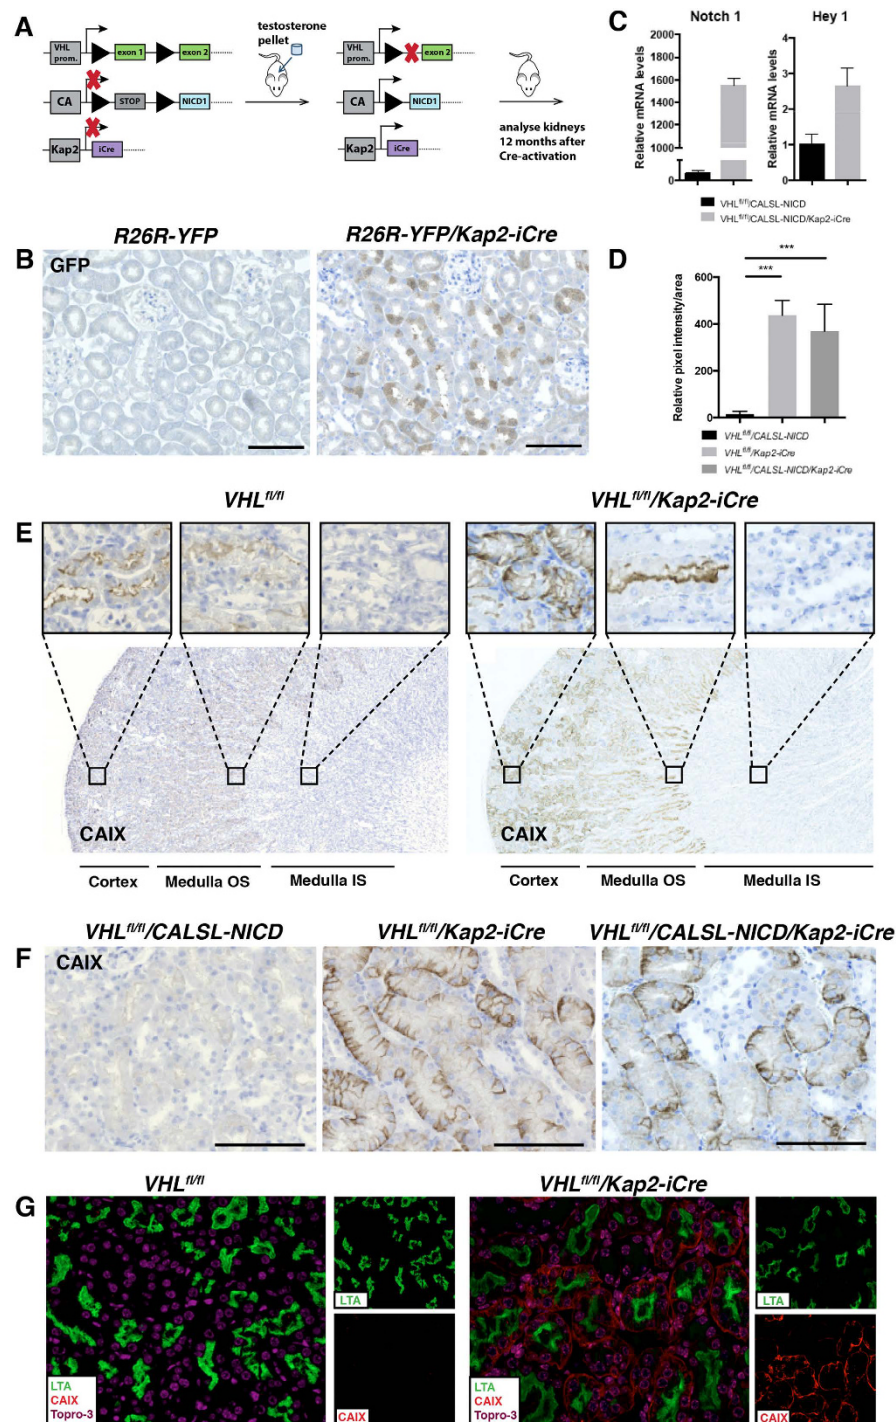 A
VHL prom.
exon 1
exon 2
CA
STOP
NICD1
Kap2
iCre
testosterone
pellet
VHL prom.
exon 2
CA
NICD1
Kap2
iCre
analyse kidneys
12 months after
Cre-activation
C
Notch 1
Relative mRNA levels
2000
1800
1600
1400
1200
1000
0
Hey 1
Relative mRNA levels
4
3
2
1
0
VHLfl/fl/CALSL-NICD
VHLfl/fl/CALSL-NICD/Kap2-iCre
B
R26R-YFP
R26R-YFP/Kap2-iCre
GFP
D
***
***
Relative pixel intensity/area
600
400
200
0
VHLfl/fl/CALSL-NICD
VHLfl/fl/Kap2-iCre
VHLfl/fl/CALSL-NICD/Kap2-iCre
E
VHLfl/fl
VHLfl/fl/Kap2-iCre
CAIX
CAIX
Cortex
Medulla OS
Medulla IS
Cortex
Medulla OS
Medulla IS
F
VHLfl/fl/CALSL-NICD
VHLfl/fl/Kap2-iCre
VHLfl/fl/CALSL-NICD/Kap2-iCre
CAIX
G
VHLfl/fl
VHLfl/fl/Kap2-iCre
LTA
CAIX
Topro-3
LTA
CAIX
LTA
CAIX
Topro-3
LTA
CAIX